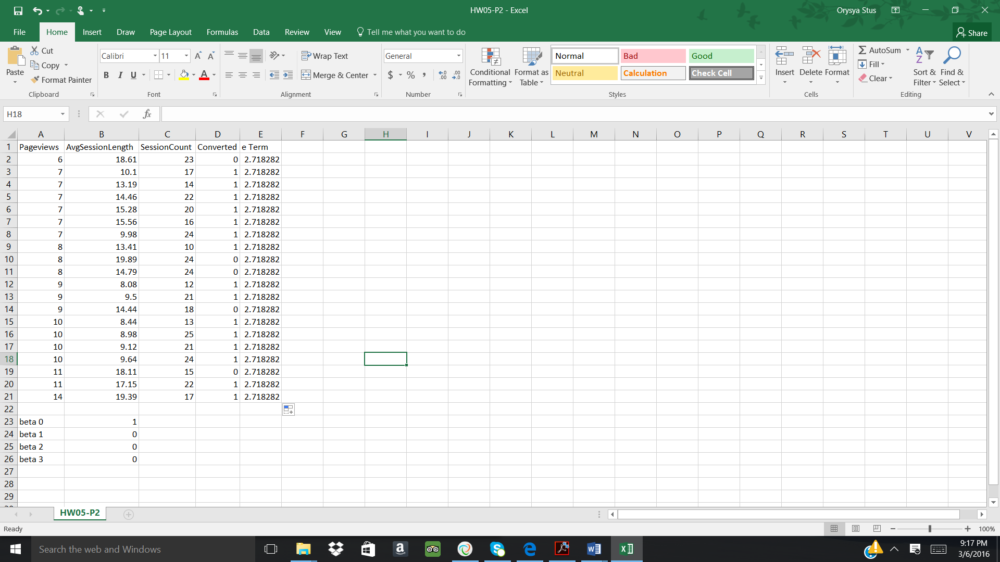 HW05-P2 - Excel
Orysya Stus
File Home Insert Draw Page Layout Formulas Data Review View Tell me what you want to do
Share
Paste
Cut
Copy
Format Painter
Clipboard
Calibri 11
B I U
Font
Wrap Text
Merge & Center
Alignment
General
$ % ,
Number
Conditional Formatting
Format as Table
Normal Bad Good
Neutral Calculation Check Cell
Styles
Insert Delete Format
Cells
AutoSum
Fill
Clear
Sort & Filter
Find & Select
Editing
H18
fx
A B C D E F G H I J K L M N O P Q R S T U V
1 Pageviews AvgSessionLength SessionCount Converted e Term
2 6 18.61 23 0 2.718282
3 7 10.1 17 1 2.718282
4 7 13.19 14 1 2.718282
5 7 14.46 22 1 2.718282
6 7 15.28 20 1 2.718282
7 7 15.56 16 1 2.718282
8 7 9.98 24 1 2.718282
9 8 13.41 10 1 2.718282
10 8 19.89 24 0 2.718282
11 8 14.79 24 0 2.718282
12 9 8.08 12 1 2.718282
13 9 9.5 21 1 2.718282
14 9 14.44 18 0 2.718282
15 10 8.44 13 1 2.718282
16 10 8.98 25 1 2.718282
17 10 9.12 21 1 2.718282
18 10 9.64 24 1 2.718282
19 11 18.11 15 0 2.718282
20 11 17.15 22 1 2.718282
21 14 19.39 17 1 2.718282
22
23 beta 0 1
24 beta 1 0
25 beta 2 0
26 beta 3 0
27
28
29
HW05-P2
Ready
100%
Search the web and Windows
9:17 PM
3/6/2016